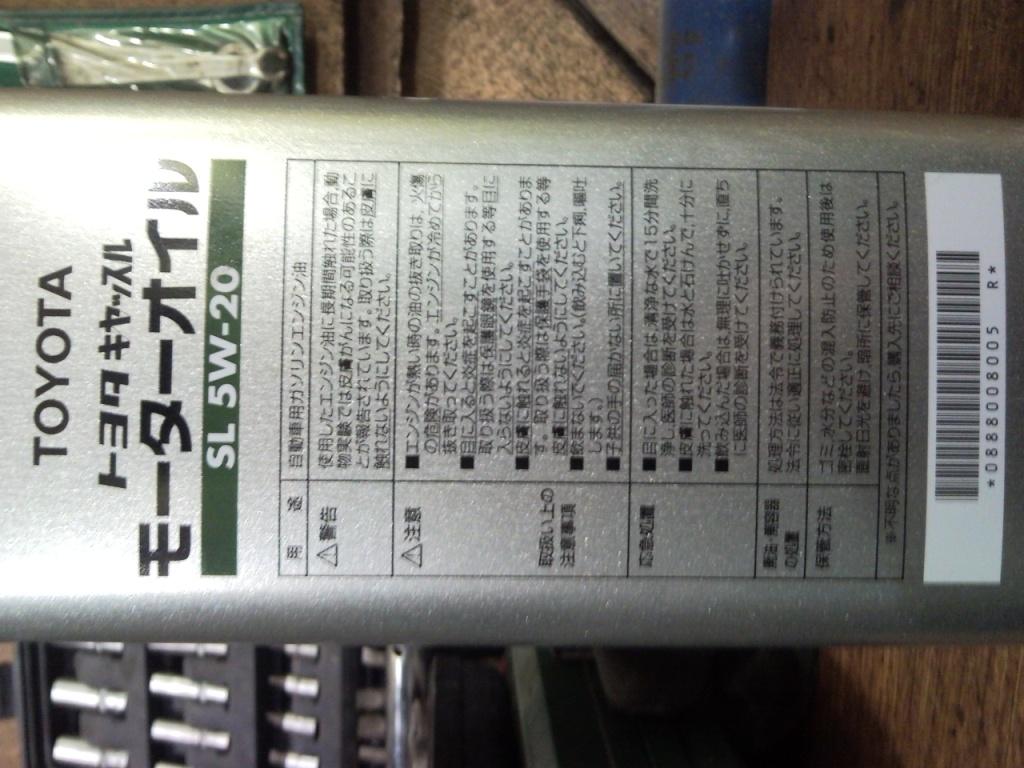 TOYOTA
トヨタキャッスル
モーターオイル
SL 5W-20
用 途
自動車用ガソリンエンジン油
⚠警告
使用したエンジン油に長期間触れた場合、動
物実験では皮膚がんになる可能性のあるこ
とが報告されています。取り扱う際は皮膚に
触れないようにしてください。
⚠注意
取扱い上の
注意事項
■エンジンが熱い時の油の抜き取りは、火傷
の危険があります。エンジンが冷めてから
抜き取ってください。
■目に入ると炎症を起こすことがあります。
取り扱う際は保護眼鏡を使用する等目に
入らないようにしてください。
■皮膚に触れると炎症を起こすことがありま
す。取り扱う際は保護手袋を使用する等
皮膚に触れないようにしてください。
■飲まないでください。(飲み込むと下痢、嘔吐
します。)
■子供の手の届かない所に置いてください。
応急処置
■目に入った場合は、清浄な水で15分間洗
浄し、医師の診断を受けてください。
■皮膚に触れた場合は水と石けんで、十分に
洗ってください。
■飲み込んだ場合は、無理に吐かせずに、直ち
に医師の診断を受けてください。
廃油・廃容器
の処置
処理方法は法令で義務付けられています。
法令に従い適正に処理してください。
保管方法
ゴミ、水分などの混入防止のため使用後は
密栓してください。
直射日光を避け、暗所に保管してください。
※不明な点がありましたら、購入先にご相談ください。
*0888008005 R*